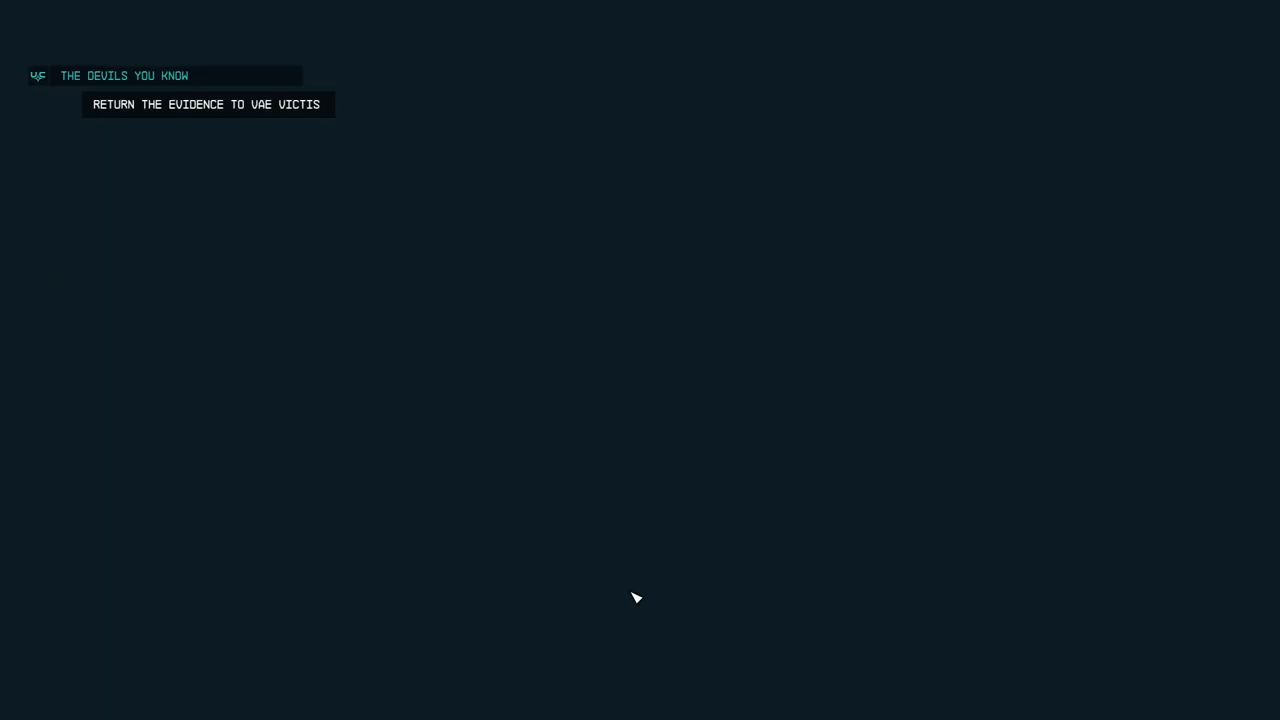 THE DEVILS YOU KNOW
RETURN THE EVIDENCE TO VAE VICTIS